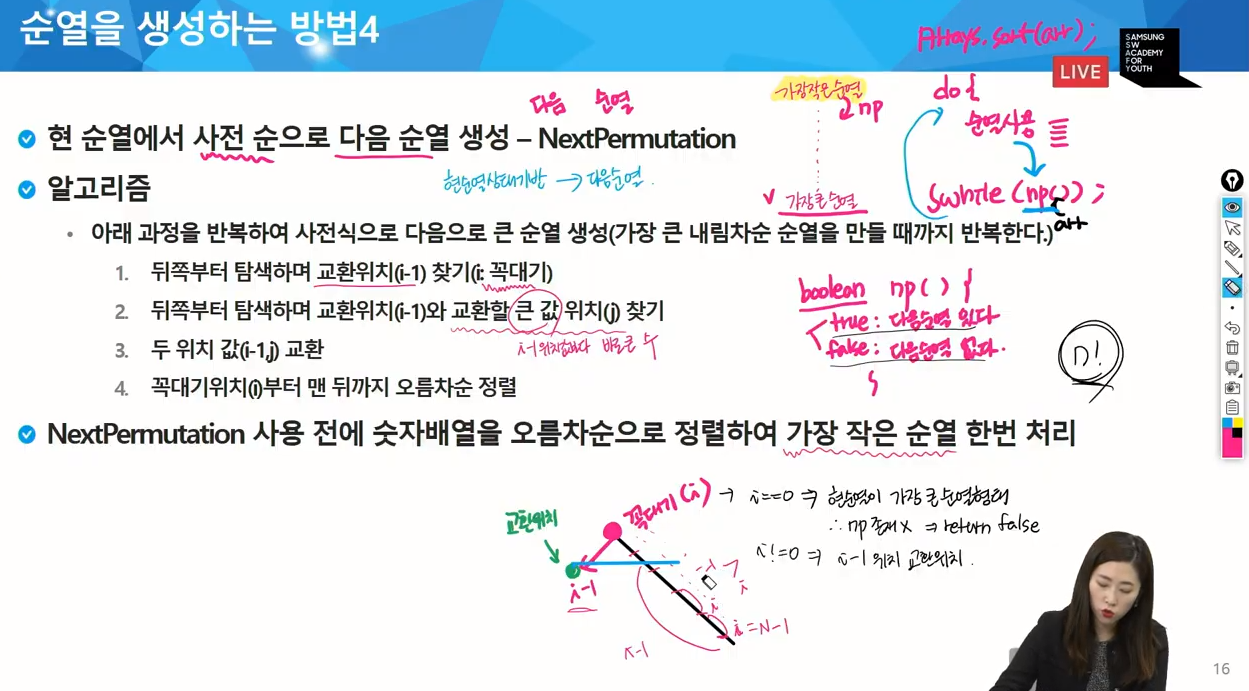 순열을 생성하는 방법4
Arrays.sort(arr);
SAMSUNG
SW
ACADEMY
FOR
YOUTH
LIVE
다음 순열
가장작은순열
np
가장큰순열
do{
순열사용
}while(np());
arr
현 순열에서 사전 순으로 다음 순열 생성 – NextPermutation
현순열상태기반 → 다음순열.
알고리즘
• 아래 과정을 반복하여 사전식으로 다음으로 큰 순열 생성(가장 큰 내림차순 순열을 만들 때까지 반복한다.)
1. 뒤쪽부터 탐색하며 교환위치(i-1) 찾기(i: 꼭대기)
2. 뒤쪽부터 탐색하며 교환위치(i-1)와 교환할 큰 값 위치(j) 찾기
i-1위치값보다 바로큰 수
3. 두 위치 값(i-1,j) 교환
4. 꼭대기위치(i)부터 맨 뒤까지 오름차순 정렬
boolean np() {
true : 다음순열 있다
false : 다음순열 없다.
}
n!
NextPermutation 사용 전에 숫자배열을 오름차순으로 정렬하여 가장 작은 순열 한번 처리
교환위치
꼭대기(i) → i==0 ⇒ 현순열이 가장 큰 순열형태
∴ np 존재 X ⇒ return false
i!=0 ⇒ i-1 위치 교환위치.
i-1
-1
i
i
i=N-1
16